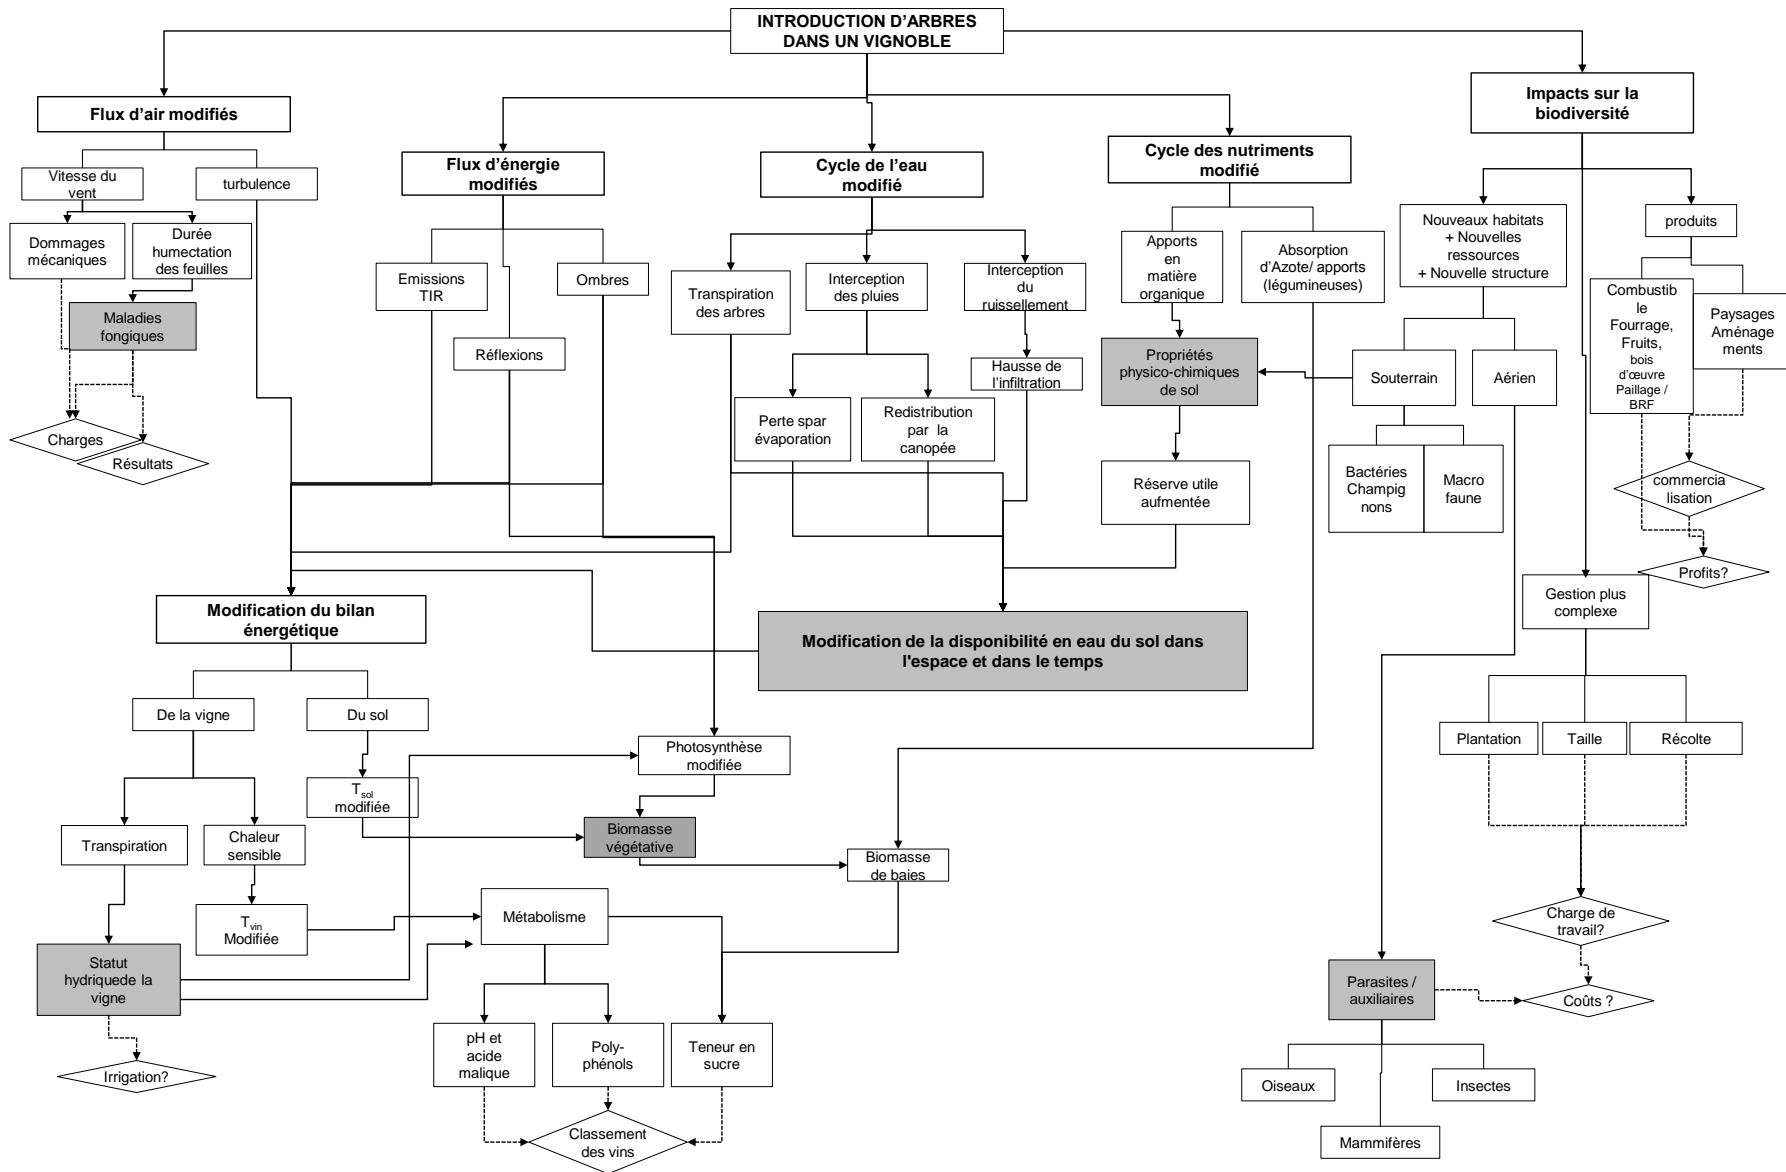 INTRODUCTION D'ARBRES
DANS UN VIGNOBLE
Flux d'air modifiés
Impacts sur la
biodiversité
Flux d'énergie
modifiés
Cycle de l'eau
modifié
Cycle des nutriments
modifié
Vitesse du
vent
turbulence
Dommages
mécaniques
Durée
humectation
des feuilles
Maladies
fongiques
Charges
Résultats
Emissions
TIR
Ombres
Réflexions
Transpiration
des arbres
Interception
des pluies
Interception
du
ruissellement
Hausse de
l'infiltration
Perte spar
évaporation
Redistribution
par la
canopée
Apports
en
matière
organique
Absorption
d'Azote/ apports
(légumineuses)
Propriétés
physico-chimiques
de sol
Réserve utile
aufmentée
Nouveaux habitats
+ Nouvelles
ressources
+ Nouvelle structure
produits
Souterrain
Aérien
Bactéries
Champig
nons
Macro
faune
Combustib
le
Fourrage,
Fruits,
bois
d'œuvre
Paillage /
BRF
Paysages
Aménage
ments
commercia
lisation
Profits?
Gestion plus
complexe
Plantation
Taille
Récolte
Charge de
travail?
Coûts ?
Parasites /
auxiliaires
Oiseaux
Insectes
Mammifères
Modification du bilan
énergétique
Modification de la disponibilité en eau du sol dans
l'espace et dans le temps
De la vigne
Du sol
Photosynthèse
modifiée
Tsol
modifiée
Transpiration
Chaleur
sensible
Biomasse
végétative
Biomasse
de baies
Tvin
Modifiée
Métabolisme
Statut
hydriquede la
vigne
Irrigation?
pH et
acide
malique
Poly-
phénols
Teneur en
sucre
Classement
des vins